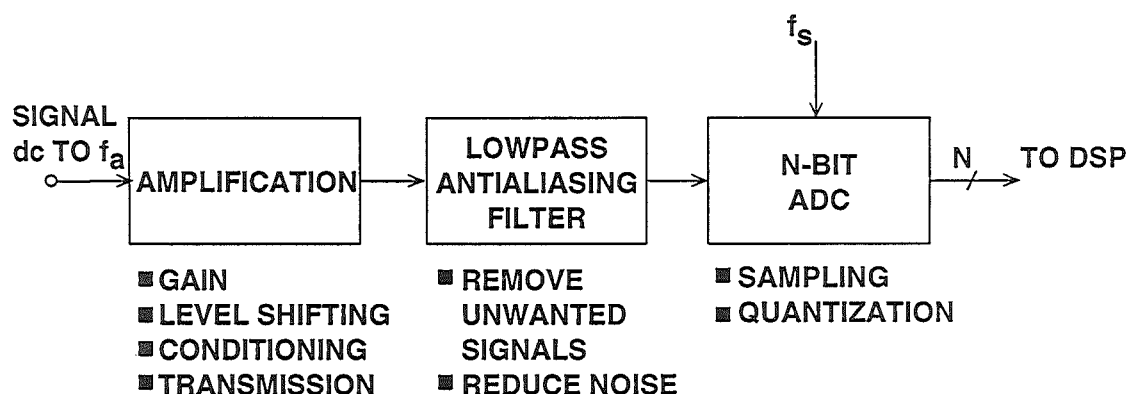 fs
SIGNAL
dc TO fa
AMPLIFICATION
LOWPASS
ANTIALIASING
FILTER
N-BIT
ADC
N
TO DSP
■ GAIN
■ LEVEL SHIFTING
■ CONDITIONING
■ TRANSMISSION
■ REMOVE
UNWANTED
SIGNALS
■ REDUCE NOISE
■ SAMPLING
■ QUANTIZATION